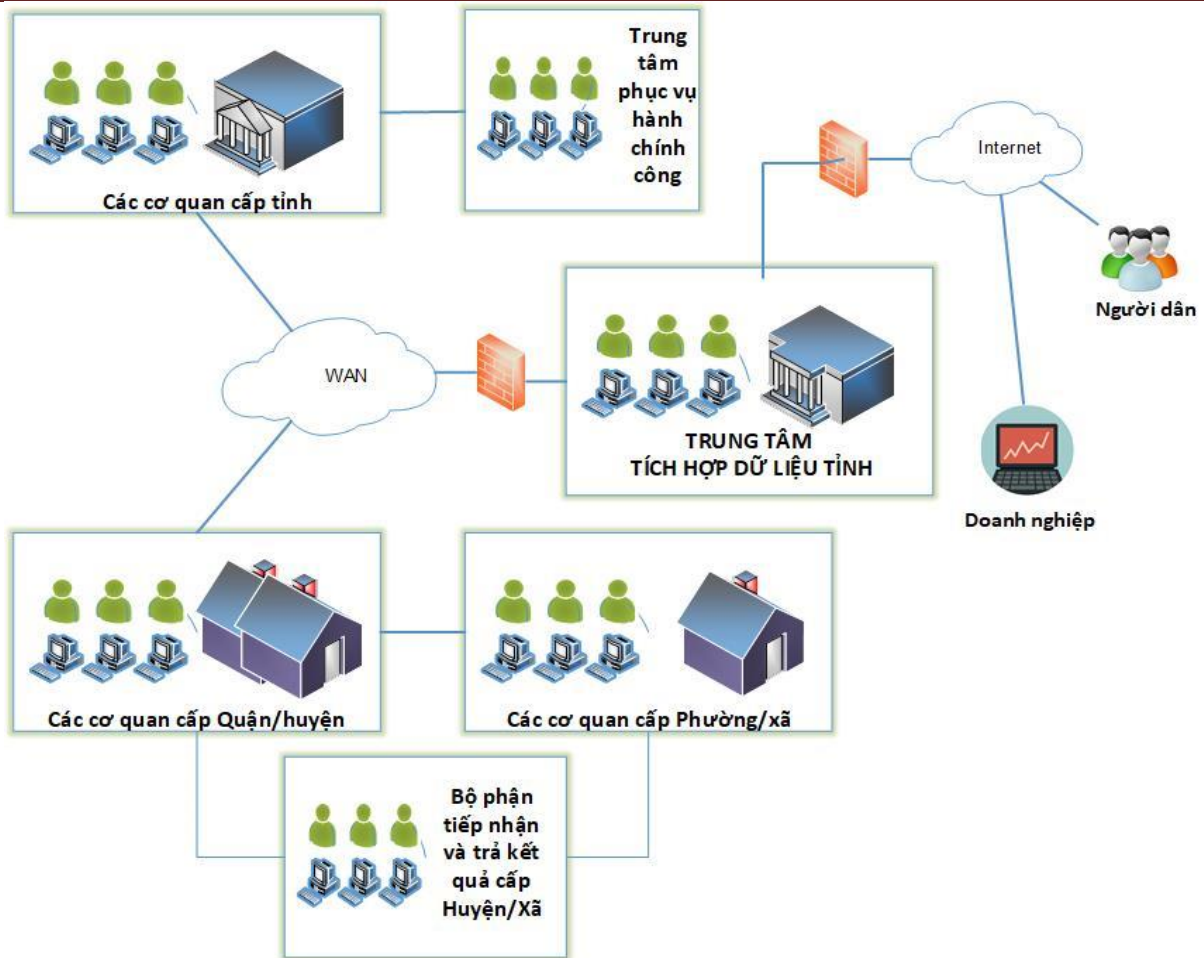 Trung
tâm
phục vụ
hành
chính
công
Các cơ quan cấp tỉnh
Internet
Người dân
WAN
TRUNG TÂM
TÍCH HỢP DỮ LIỆU TỈNH
Doanh nghiệp
Các cơ quan cấp Quận/huyện
Các cơ quan cấp Phường/xã
Bộ phận
tiếp nhận
và trả kết
quả cấp
Huyện/Xã